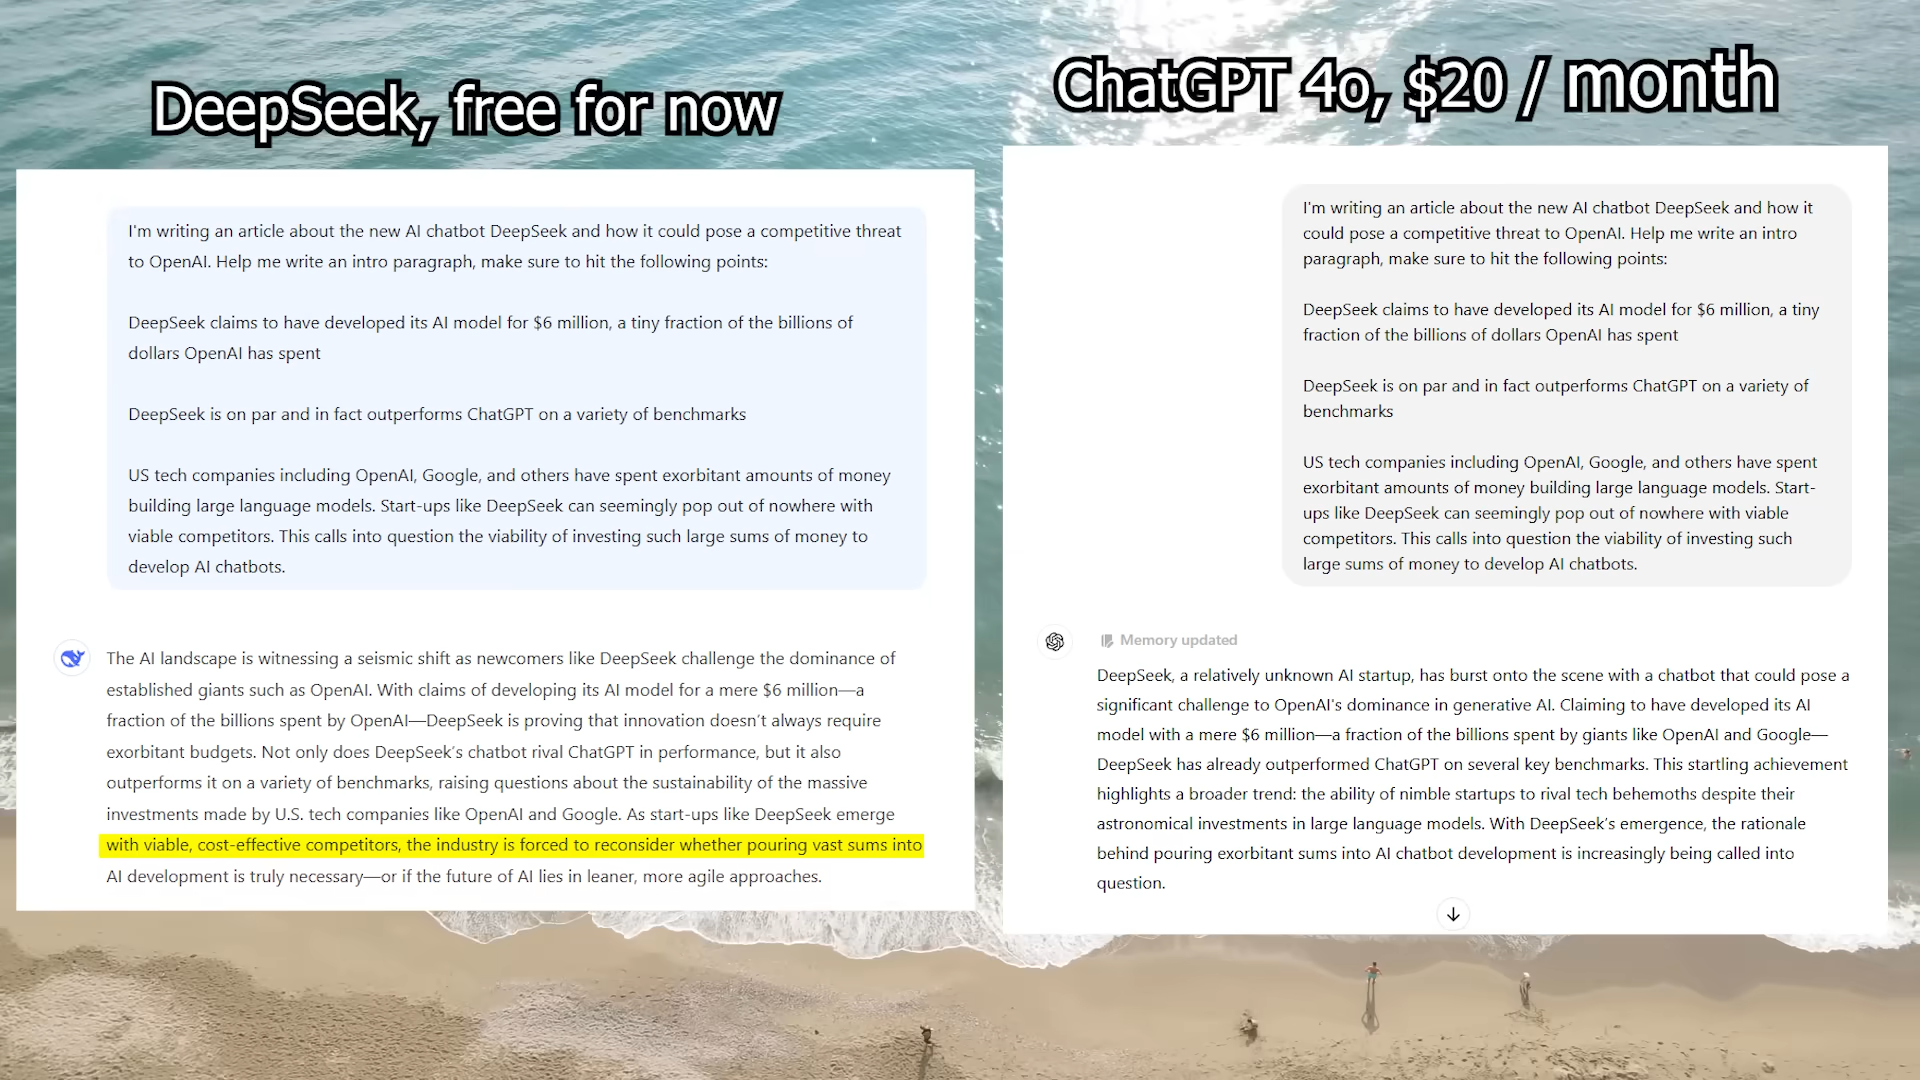 DeepSeek, free for now
I'm writing an article about the new AI chatbot DeepSeek and how it could pose a competitive threat
to OpenAI. Help me write an intro paragraph, make sure to hit the following points:
DeepSeek claims to have developed its AI model for $6 million, a tiny fraction of the billions of
dollars OpenAI has spent
DeepSeek is on par and in fact outperforms ChatGPT on a variety of benchmarks
US tech companies including OpenAI, Google, and others have spent exorbitant amounts of money
building large language models. Start-ups like DeepSeek can seemingly pop out of nowhere with
viable competitors. This calls into question the viability of investing such large sums of money to
develop AI chatbots.
The AI landscape is witnessing a seismic shift as newcomers like DeepSeek challenge the dominance of
established giants such as OpenAI. With claims of developing its AI model for a mere $6 million—a
fraction of the billions spent by OpenAI—DeepSeek is proving that innovation doesn't always require
exorbitant budgets. Not only does DeepSeek's chatbot rival ChatGPT in performance, but it also
outperforms it on a variety of benchmarks, raising questions about the sustainability of the massive
investments made by U.S. tech companies like OpenAI and Google. As start-ups like DeepSeek emerge
with viable, cost-effective competitors, the industry is forced to reconsider whether pouring vast sums into
AI development is truly necessary—or if the future of AI lies in leaner, more agile approaches.
ChatGPT 4o, $20 / month
I'm writing an article about the new AI chatbot DeepSeek and how it
could pose a competitive threat to OpenAI. Help me write an intro
paragraph, make sure to hit the following points:
DeepSeek claims to have developed its AI model for $6 million, a tiny
fraction of the billions of dollars OpenAI has spent
DeepSeek is on par and in fact outperforms ChatGPT on a variety of
benchmarks
US tech companies including OpenAI, Google, and others have spent
exorbitant amounts of money building large language models. Start-
ups like DeepSeek can seemingly pop out of nowhere with viable
competitors. This calls into question the viability of investing such
large sums of money to develop AI chatbots.
Memory updated
DeepSeek, a relatively unknown AI startup, has burst onto the scene with a chatbot that could pose a
significant challenge to OpenAI's dominance in generative AI. Claiming to have developed its AI
model with a mere $6 million—a fraction of the billions spent by giants like OpenAI and Google—
DeepSeek has already outperformed ChatGPT on several key benchmarks. This startling achievement
highlights a broader trend: the ability of nimble startups to rival tech behemoths despite their
astronomical investments in large language models. With DeepSeek's emergence, the rationale
behind pouring exorbitant sums into AI chatbot development is increasingly being called into
question.